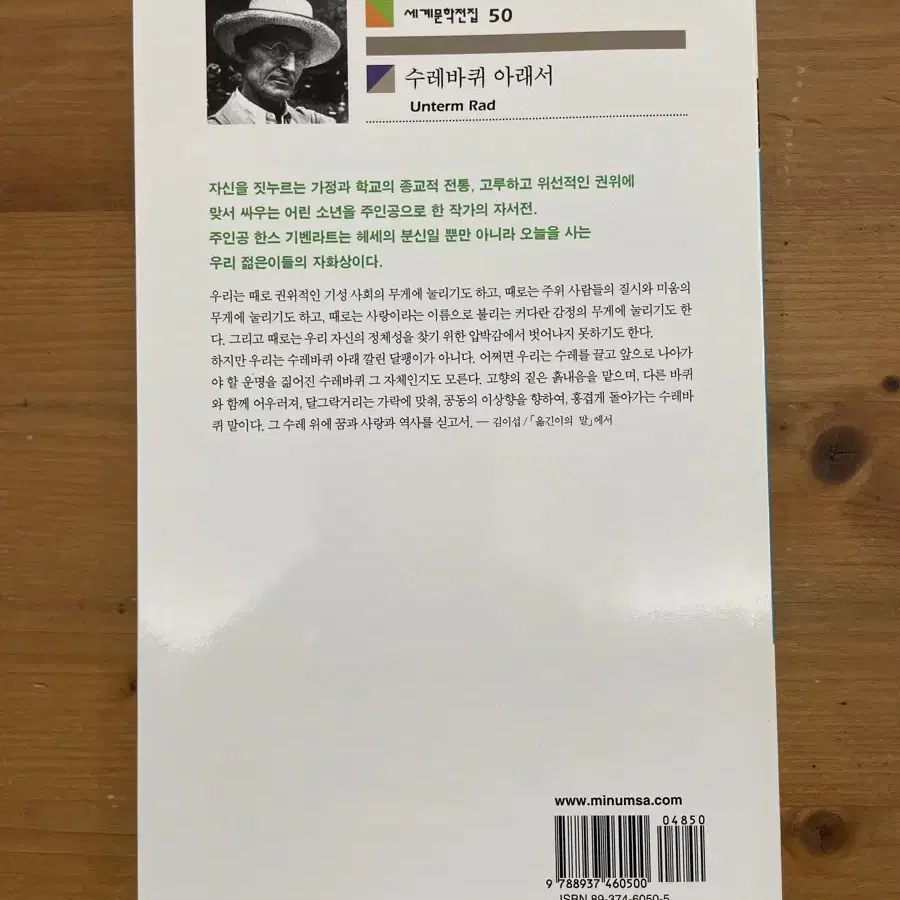 세계문학전집 50
수레바퀴 아래서
Unterm Rad
자신을 짓누르는 가정과 학교의 종교적 전통, 고루하고 위선적인 권위에
맞서 싸우는 어린 소년을 주인공으로 한 작가의 자서전.
주인공 한스 기벤라트는 헤세의 분신일 뿐만 아니라 오늘을 사는
우리 젊은이들의 자화상이다.
우리는 때로 권위적인 기성 사회의 무게에 눌리기도 하고, 때로는 주위 사람들의 질시와 미움의
무게에 눌리기도 하고, 때로는 사랑이라는 이름으로 불리는 커다란 감정의 무게에 눌리기도 한
다. 그리고 때로는 우리 자신의 정체성을 찾기 위한 압박감에서 벗어나지 못하기도 한다.
하지만 우리는 수레바퀴 아래 깔린 달팽이가 아니다. 어쩌면 우리는 수레를 끌고 앞으로 나아가
야 할 운명을 짊어진 수레바퀴 그 자체인지도 모른다. 고향의 짙은 흙내음을 맡으며, 다른 바퀴
와 함께 어우러져, 달그락거리는 가락에 맞춰, 공동의 이상향을 향하여, 흥겹게 돌아가는 수레바
퀴 말이다. 그 수레 위에 꿈과 사랑과 역사를 싣고서. — 김이섭/「옮긴이의 말」에서
www.minumsa.com
04850
9 788937 460500
ISBN 89-374-6050-5